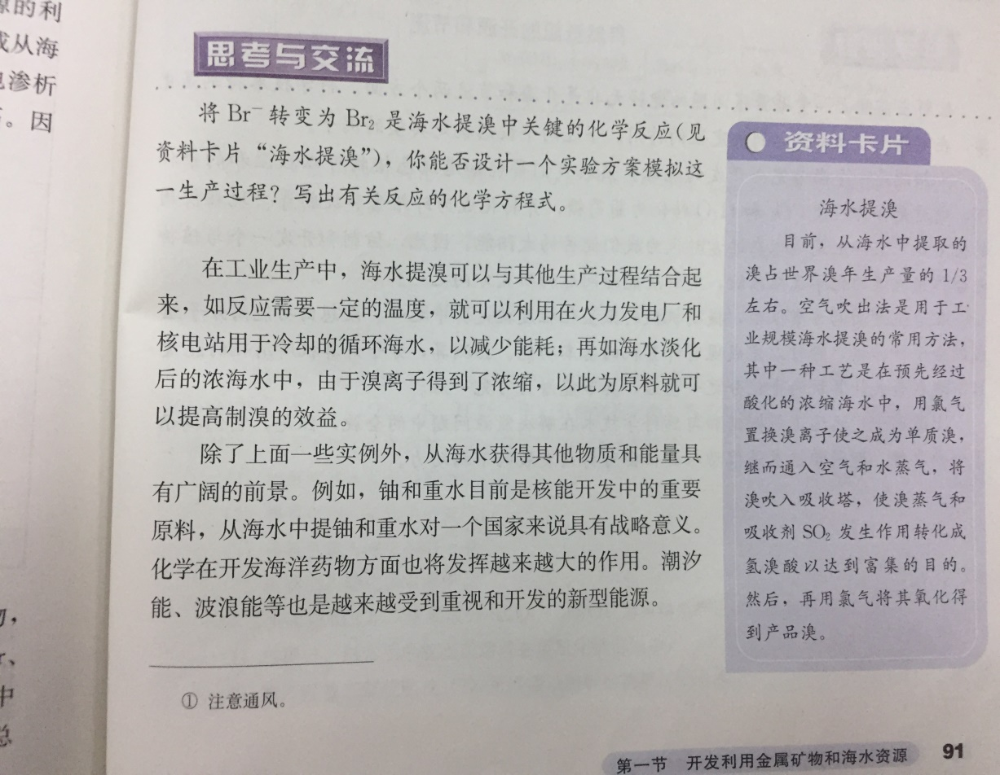 源的利
成从海
电渗析
。因
物，
r、
中
总
思考与交流
将 Br⁻ 转变为 Br₂ 是海水提溴中关键的化学反应(见
资料卡片“海水提溴”)，你能否设计一个实验方案模拟这
一生产过程？写出有关反应的化学方程式。
在工业生产中，海水提溴可以与其他生产过程结合起
来，如反应需要一定的温度，就可以利用在火力发电厂和
核电站用于冷却的循环海水，以减少能耗；再如海水淡化
后的浓海水中，由于溴离子得到了浓缩，以此为原料就可
以提高制溴的效益。
除了上面一些实例外，从海水获得其他物质和能量具
有广阔的前景。例如，铀和重水目前是核能开发中的重要
原料，从海水中提铀和重水对一个国家来说具有战略意义。
化学在开发海洋药物方面也将发挥越来越大的作用。潮汐
能、波浪能等也是越来越受到重视和开发的新型能源。
① 注意通风。
资料卡片
海水提溴
目前，从海水中提取的
溴占世界溴年生产量的 1/3
左右。空气吹出法是用于工
业规模海水提溴的常用方法，
其中一种工艺是在预先经过
酸化的浓缩海水中，用氯气
置换溴离子使之成为单质溴，
继而通入空气和水蒸气，将
溴吹入吸收塔，使溴蒸气和
吸收剂 SO₂ 发生作用转化成
氢溴酸以达到富集的目的。
然后，再用氯气将其氧化得
到产品溴。
第一节 开发利用金属矿物和海水资源 91